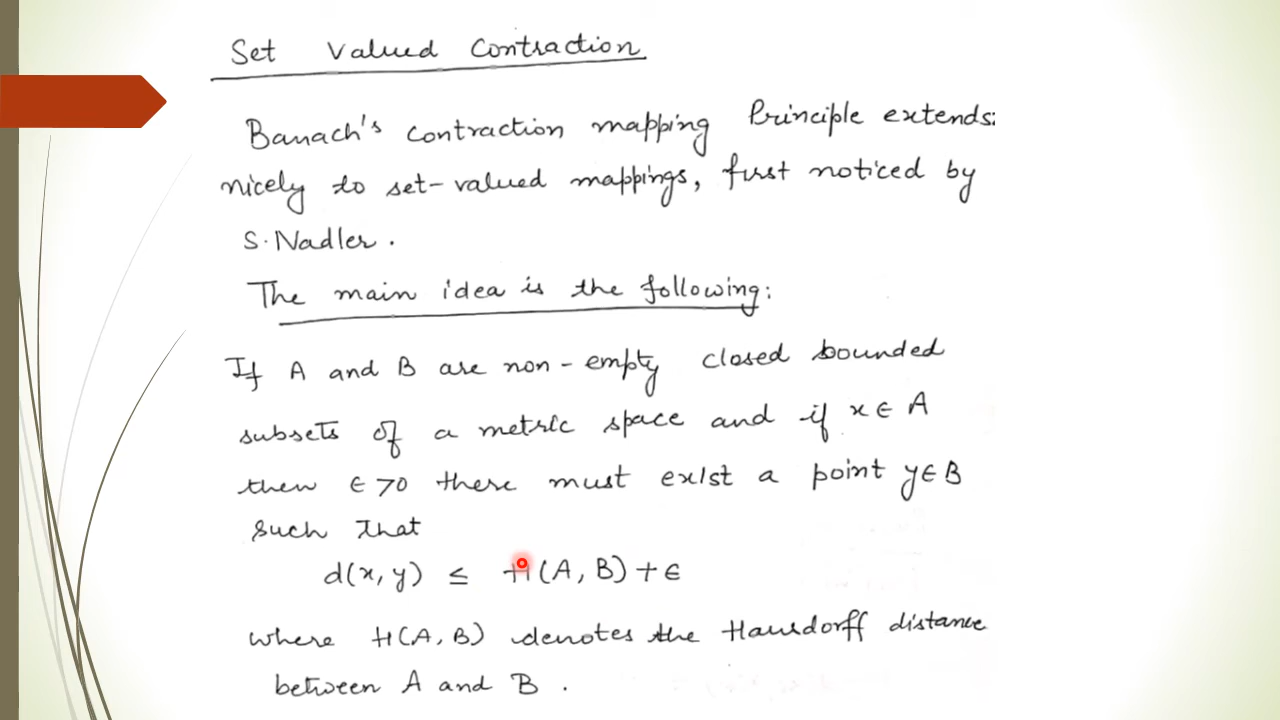 Set Valued Contraction
Banach's contraction mapping Principle extends
nicely to set-valued mappings, first noticed by
S. Nadler.
The main idea is the following:
If A and B are non-empty closed bounded
subsets of a metric space and if x ∈ A
then ∈ >0 there must exist a point y ∈ B
such that
d(x, y) ≤ H(A, B) + ∈
where H(A, B) denotes the Hausdorff distance
between A and B.